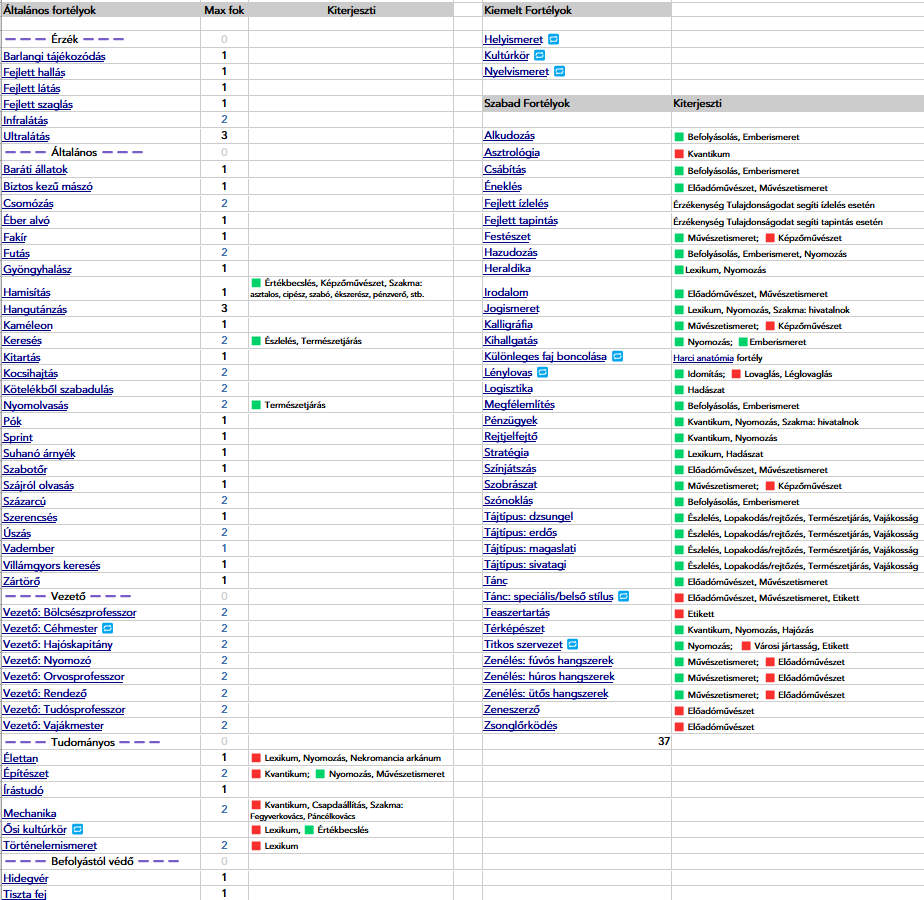 Általános fortélyok Max fok Kiterjeszti
— — — Érzék — — — 0
Barlangi tájékozódás 1
Fejlett hallás 1
Fejlett látás 1
Fejlett szaglás 1
Infralátás 2
Ultralátás 3
— — — Általános — — — 0
Baráti állatok 1
Biztos kezű mászó 1
Csomózás 2
Éber alvó 1
Fakír 1
Futás 2
Gyöngyhalász 1
Hamisítás 1 Értékbecslés, Képzőművészet, Szakma:
asztalos, cipész, szabó, ékszerész, pénzverő, stb.
Hangutánzás 3
Kaméleon 1
Keresés 2 Észlelés, Természetjárás
Kitartás 1
Kocsihajtás 2
Kötelékből szabadulás 2
Nyomolvasás 2 Természetjárás
Pók 1
Sprint 1
Suhanó árnyék 1
Szabotőr 1
Szájról olvasás 1
Százarcú 2
Szerencsés 1
Úszás 2
Vadember 1
Villámgyors keresés 1
Zártörő 1
— — — Vezető — — — 0
Vezető: Bölcsészprofesszor 2
Vezető: Céhmester 2
Vezető: Hajóskapitány 2
Vezető: Nyomozó 2
Vezető: Orvosprofesszor 2
Vezető: Rendező 2
Vezető: Tudósprofesszor 2
Vezető: Vajákmester 2
— — — Tudományos — — — 0
Élettan 1 Lexikum, Nyomozás, Nekromancia arkánum
Építészet 2 Kvantikum; Nyomozás, Művészetismeret
Írástudó 1
Mechanika 2 Kvantikum, Csapdaállítás, Szakma:
Fegyverkovács, Páncélkovács
Ősi kultúrkör Lexikum, Értékbecslés
Történelemismeret 2 Lexikum
— — — Befolyástól védő — — — 0
Hidegvér 1
Tiszta fej 1
Kiemelt Fortélyok
Helyismeret
Kultúrkör
Nyelvismeret
Szabad Fortélyok Kiterjeszti
Alkudozás Befolyásolás, Emberismeret
Asztrológia Kvantikum
Csábítás Befolyásolás, Emberismeret
Éneklés Előadóművészet, Művészetismeret
Fejlett ízlelés Érzékenység Tulajdonságodat segíti ízlelés esetén
Fejlett tapintás Érzékenység Tulajdonságodat segíti tapintás esetén
Festészet Művészetismeret; Képzőművészet
Hazudozás Befolyásolás, Emberismeret, Nyomozás
Heraldika Lexikum, Nyomozás
Irodalom Előadóművészet, Művészetismeret
Jogismeret Lexikum, Nyomozás, Szakma: hivatalnok
Kalligráfia Művészetismeret; Képzőművészet
Kihallgatás Nyomozás; Emberismeret
Különleges faj boncolása Harci anatómia fortély
Lénylovas Idomítás; Lovaglás, Léglovaglás
Logisztika Hadászat
Megfélemlítés Befolyásolás, Emberismeret
Pénzügyek Kvantikum, Nyomozás, Szakma: hivatalnok
Rejtjelfejtő Kvantikum, Nyomozás
Stratégia Lexikum, Hadászat
Színjátszás Előadóművészet, Művészetismeret
Szobrászat Művészetismeret; Képzőművészet
Szónoklás Befolyásolás, Emberismeret
Tájtípus: dzsungel Észlelés, Lopakodás/rejtőzés, Természetjárás, Vajákosság
Tájtípus: erdős Észlelés, Lopakodás/rejtőzés, Természetjárás, Vajákosság
Tájtípus: magaslati Észlelés, Lopakodás/rejtőzés, Természetjárás, Vajákosság
Tájtípus: sivatagi Észlelés, Lopakodás/rejtőzés, Természetjárás, Vajákosság
Tánc Előadóművészet, Művészetismeret
Tánc: speciális/belső stílus Előadóművészet, Művészetismeret, Etikett
Teaszertartás Etikett
Térképészet Kvantikum, Nyomozás, Hajózás
Titkos szervezet Nyomozás; Városi jártasság, Etikett
Zenélés: fúvós hangszerek Művészetismeret; Előadóművészet
Zenélés: húros hangszerek Művészetismeret; Előadóművészet
Zenélés: ütős hangszerek Művészetismeret; Előadóművészet
Zeneszerző Előadóművészet
Zsonglőrködés Előadóművészet
37